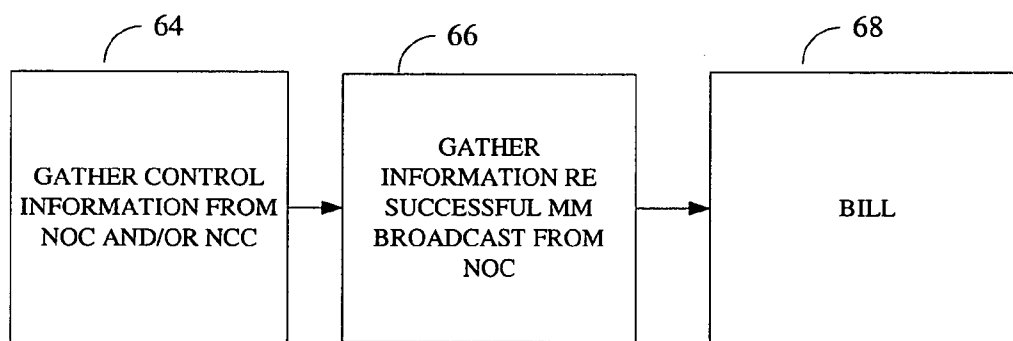 64
66
68
GATHER CONTROL
INFORMATION FROM
NOC AND/OR NCC
GATHER
INFORMATION RE
SUCCESSFUL MM
BROADCAST FROM
NOC
BILL